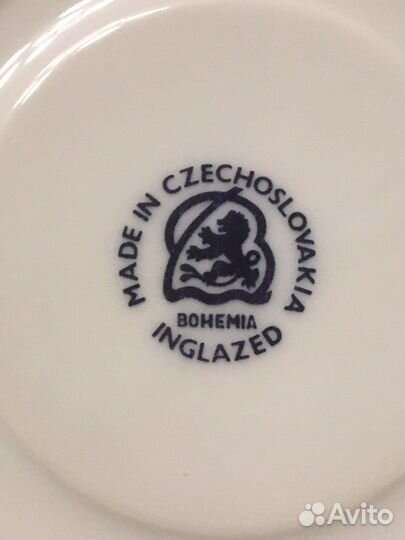 MADE IN CZECHOSLOVAKIA
BOHEMIA
INGLAZED
Avito